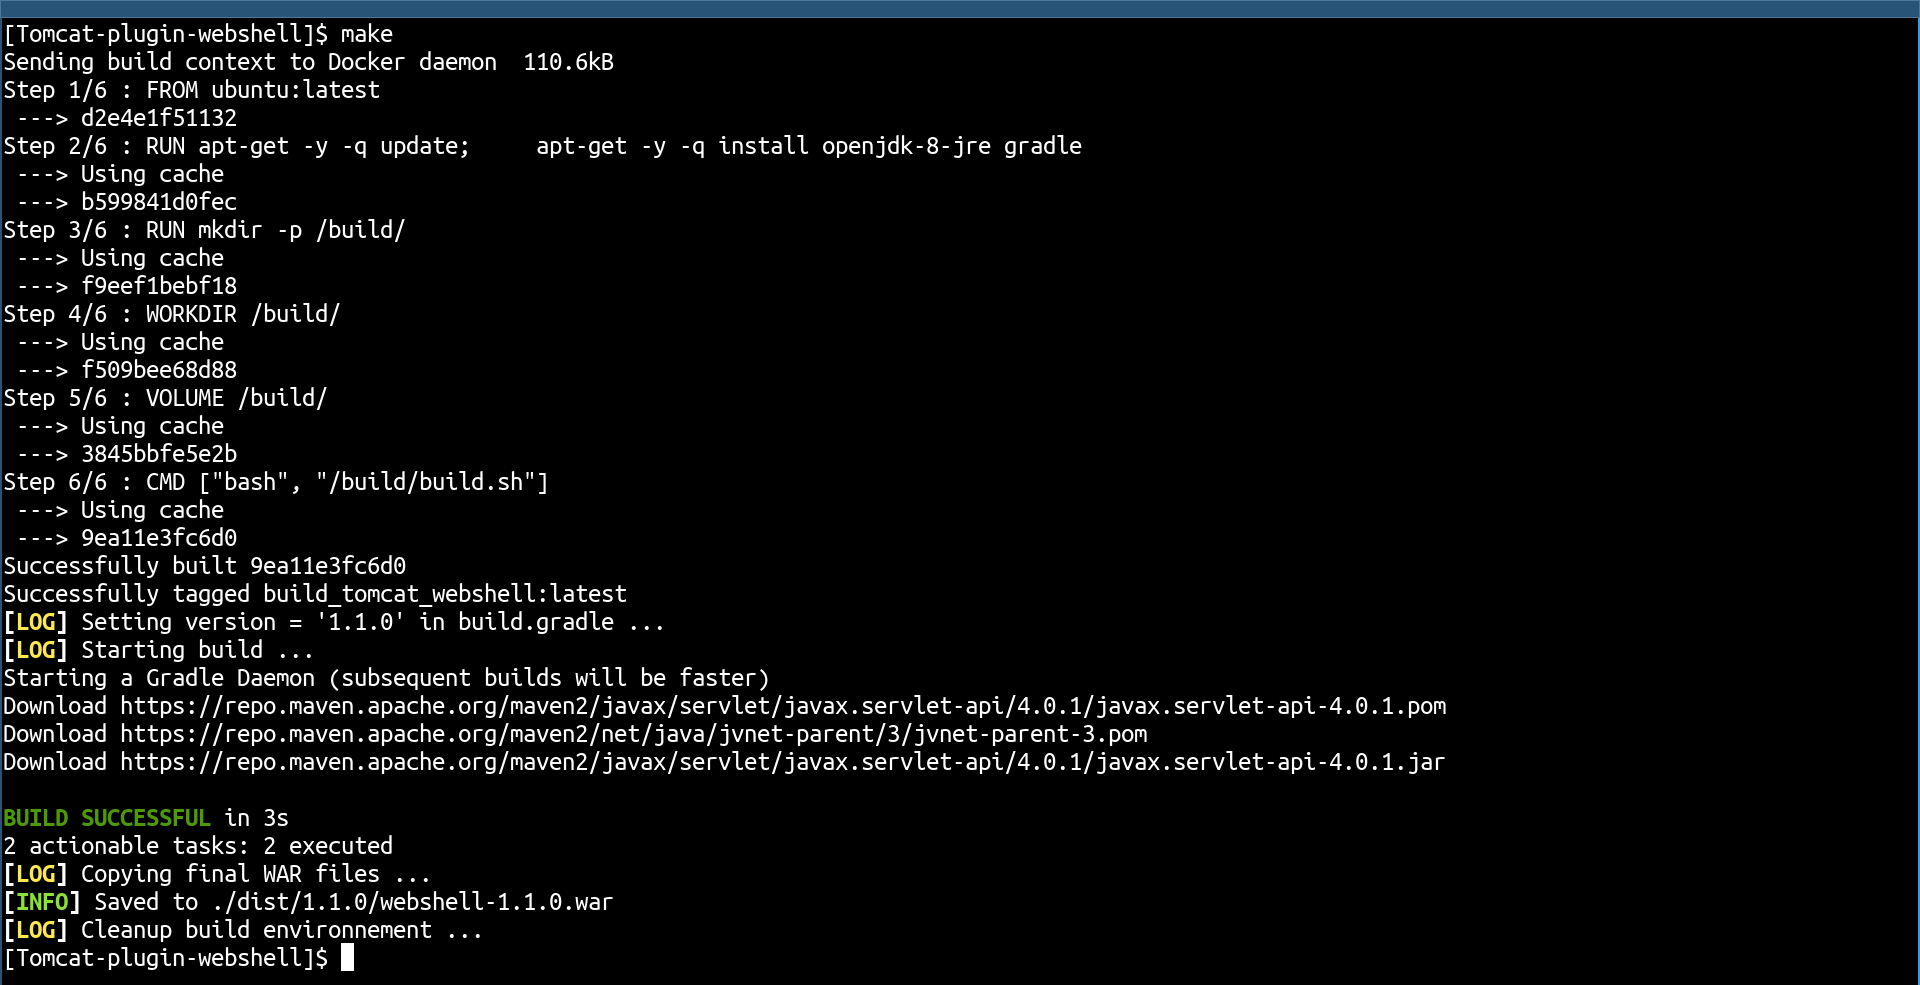 [Tomcat-plugin-webshell]$ make
Sending build context to Docker daemon  110.6kB
Step 1/6 : FROM ubuntu:latest
 ---> d2e4e1f51132
Step 2/6 : RUN apt-get -y -q update;     apt-get -y -q install openjdk-8-jre gradle
 ---> Using cache
 ---> b599841d0fec
Step 3/6 : RUN mkdir -p /build/
 ---> Using cache
 ---> f9eef1bebf18
Step 4/6 : WORKDIR /build/
 ---> Using cache
 ---> f509bee68d88
Step 5/6 : VOLUME /build/
 ---> Using cache
 ---> 3845bbfe5e2b
Step 6/6 : CMD ["bash", "/build/build.sh"]
 ---> Using cache
 ---> 9ea11e3fc6d0
Successfully built 9ea11e3fc6d0
Successfully tagged build_tomcat_webshell:latest
[LOG] Setting version = '1.1.0' in build.gradle ...
[LOG] Starting build ...
Starting a Gradle Daemon (subsequent builds will be faster)
Download https://repo.maven.apache.org/maven2/javax/servlet/javax.servlet-api/4.0.1/javax.servlet-api-4.0.1.pom
Download https://repo.maven.apache.org/maven2/net/java/jvnet-parent/3/jvnet-parent-3.pom
Download https://repo.maven.apache.org/maven2/javax/servlet/javax.servlet-api/4.0.1/javax.servlet-api-4.0.1.jar
BUILD SUCCESSFUL in 3s
2 actionable tasks: 2 executed
[LOG] Copying final WAR files ...
[INFO] Saved to ./dist/1.1.0/webshell-1.1.0.war
[LOG] Cleanup build environnement ...
[Tomcat-plugin-webshell]$